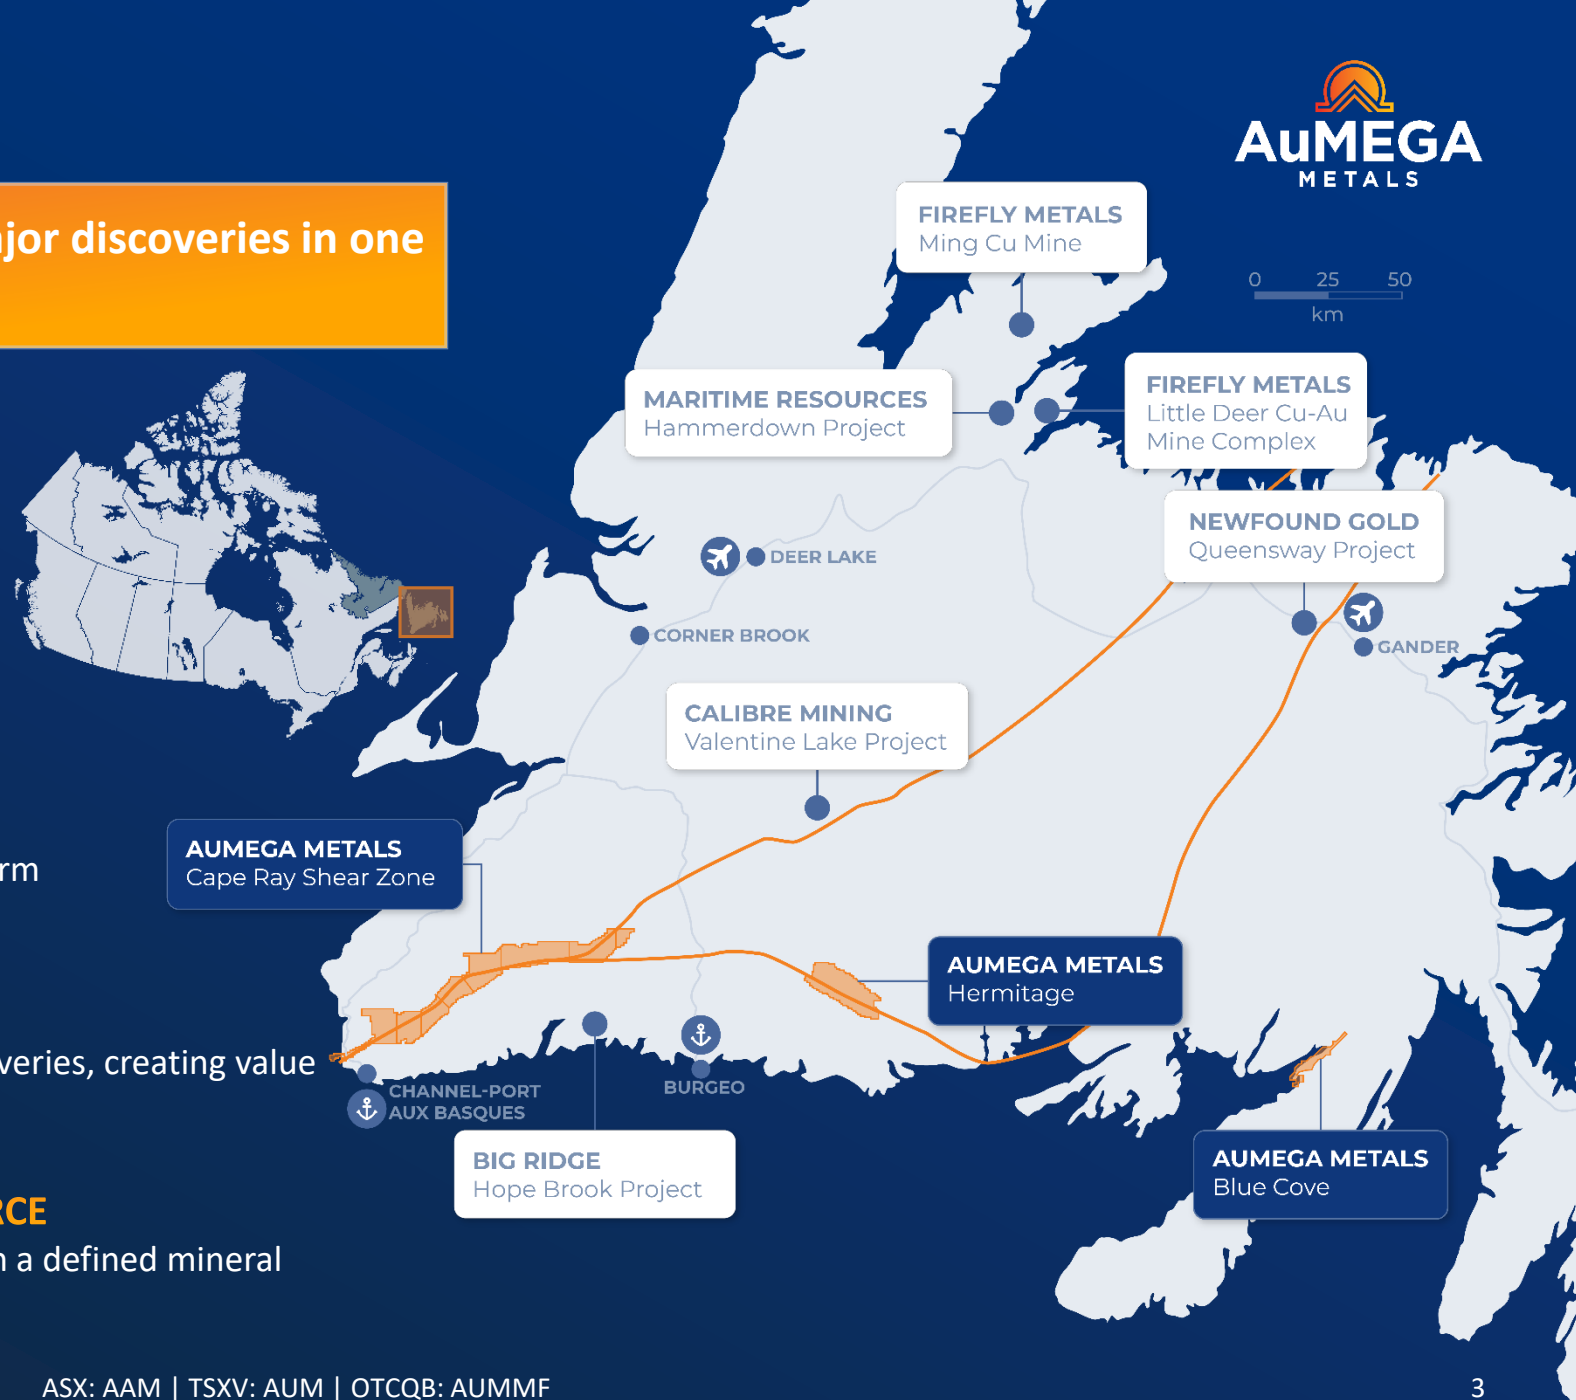 AuMEGA
METALS
jor discoveries in one
FIREFLY METALS
Ming Cu Mine
0 25 50
km
MARITIME RESOURCES
Hammerdown Project
FIREFLY METALS
Little Deer Cu-Au
Mine Complex
NEWFOUND GOLD
Queensway Project
DEER LAKE
CORNER BROOK
GANDER
CALIBRE MINING
Valentine Lake Project
AUMEGA METALS
Cape Ray Shear Zone
rm
AUMEGA METALS
Hermitage
veries, creating value
CHANNEL-PORT
AUX BASQUES
BURGEO
BIG RIDGE
Hope Brook Project
AUMEGA METALS
Blue Cove
RCE
a defined mineral
ASX: AAM | TSXV: AUM | OTCQB: AUMMF
3